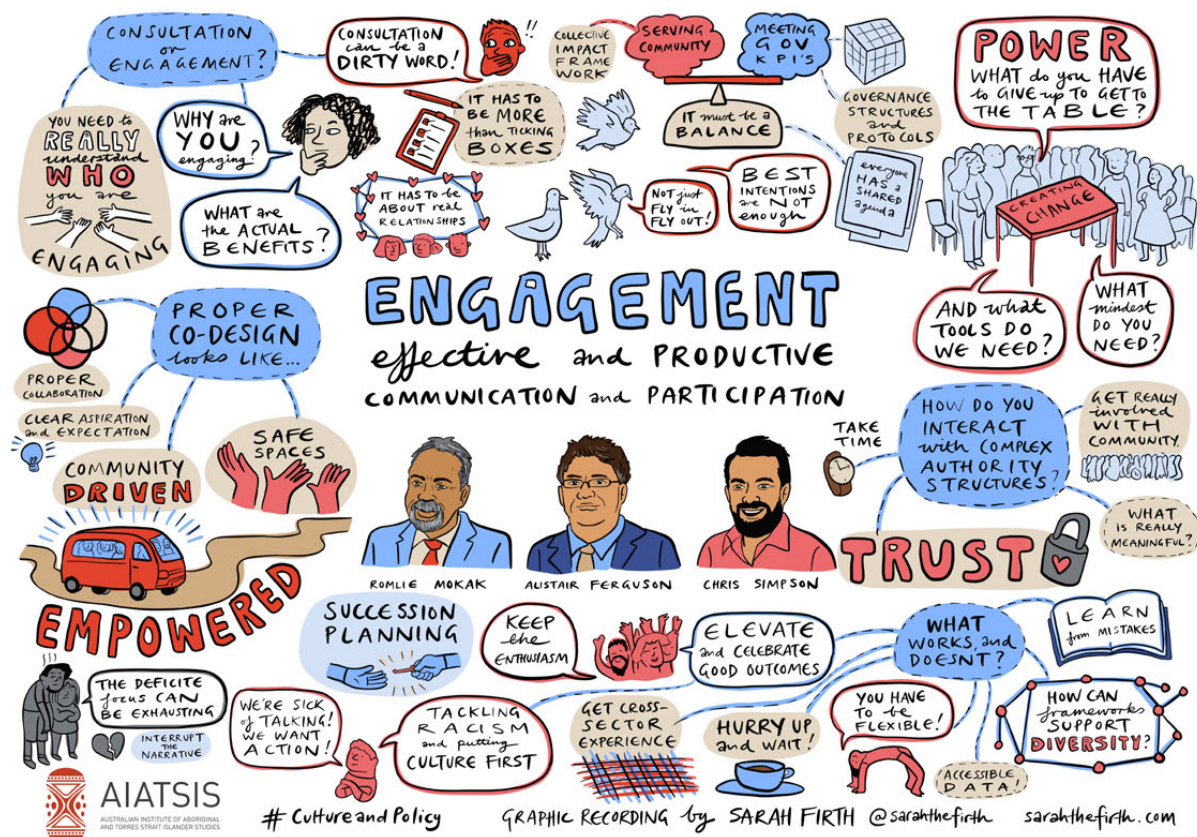 CONSULTATION
or
ENGAGEMENT?
CONSULTATION
can be a
DIRTY WORD!
!!
YOU NEED to
REALLY
understand
WHO
you are
ENGAGING
WHY are
YOU
engaging?
WHAT are
the ACTUAL
BENEFITS?
IT HAS TO
BE MORE
than TICKING
BOXES
IT HAS to be
ABOUT real
RELATIONSHIPS
COLLECTIVE
IMPACT
FRAME
WORK
SERVING
COMMUNITY
MEETING
GOV
KPI'S
IT must be a
BALANCE
GOVERNANCE
STRUCTURES
and
PROTOCOLS
everyone
HAS a
SHARED
agenda
NOT just
FLY in
FLY OUT!
BEST
INTENTIONS
are NOT
enough
POWER
WHAT do you HAVE
to GIVE up TO GET TO
THE TABLE?
CREATING
CHANGE
AND what
TOOLS DO
WE NEED?
WHAT
mindest
DO YOU
NEED?
ENGAGEMENT
effective and PRODUCTIVE
COMMUNICATION and PARTICIPATION
PROPER
CO-DESIGN
looks LIKE...
PROPER
COLLABORATION
CLEAR ASPIRATION
and EXPECTATION
COMMUNITY
DRIVEN
SAFE
SPACES
EMPOWERED
ROMLIE MOKAK
ALISTAIR FERGUSON
CHRIS SIMPSON
HOW DO YOU
INTERACT
with COMPLEX
AUTHORITY
STRUCTURES?
TAKE
TIME
GET REALLY
involved
WITH
COMMUNITY.
WHAT
IS REALLY
MEANINGFUL?
TRUST
SUCCESSION
PLANNING
KEEP
the
ENTHUSIASM
ELEVATE
and CELEBRATE
GOOD OUTCOMES
WHAT
WORKS, and
DOESNT?
LEARN
from MISTAKES
THE DEFICITE
focus CAN
BE EXHAUSTING
INTERRUPT
THE
NARRATIVE
WE'RE SICK
of TALKING!
WE WANT
ACTION!
TACKLING
RACISM
and putting
CULTURE FIRST
GET CROSS-
SECTOR
EXPERIENCE
HURRY UP
and WAIT!
YOU HAVE
TO be
FLEXIBLE!
ACCESSIBLE
DATA!
HOW CAN
frameworks
SUPPORT
DIVERSITY?
AIATSIS
AUSTRALIAN INSTITUTE OF ABORIGINAL
AND TORRES STRAIT ISLANDER STUDIES
# Culture and Policy
GRAPHIC RECORDING by SARAH FIRTH @sarahthefirth sarahthefirth.com